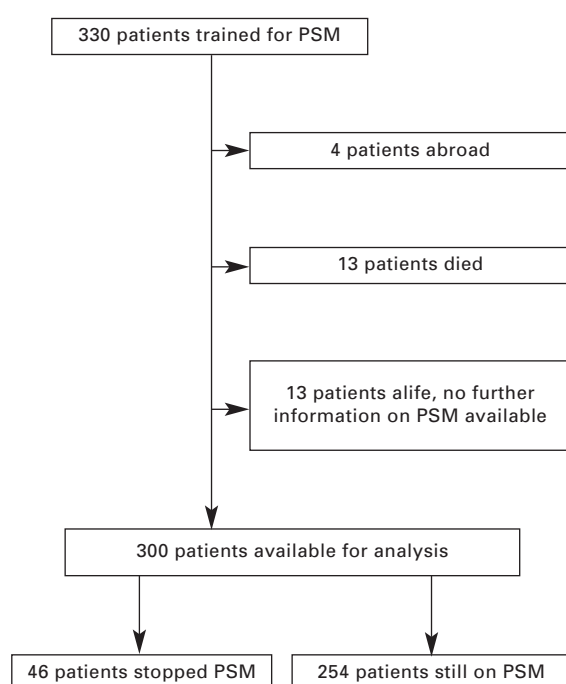 330 patients trained for PSM
4 patients abroad
13 patients died
13 patients alife, no further
information on PSM available
300 patients available for analysis
46 patients stopped PSM
254 patients still on PSM